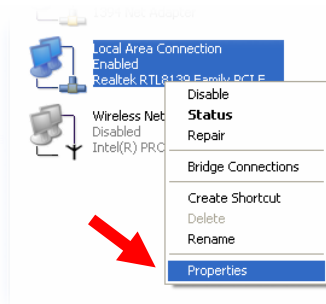 Local Area Connection
Enabled
Realtek RTL8139 Family PCI F
Disable
Status
Repair
Bridge Connections
Create Shortcut
Delete
Rename
Properties
Wireless Net
Disabled
Intel(R) PRO